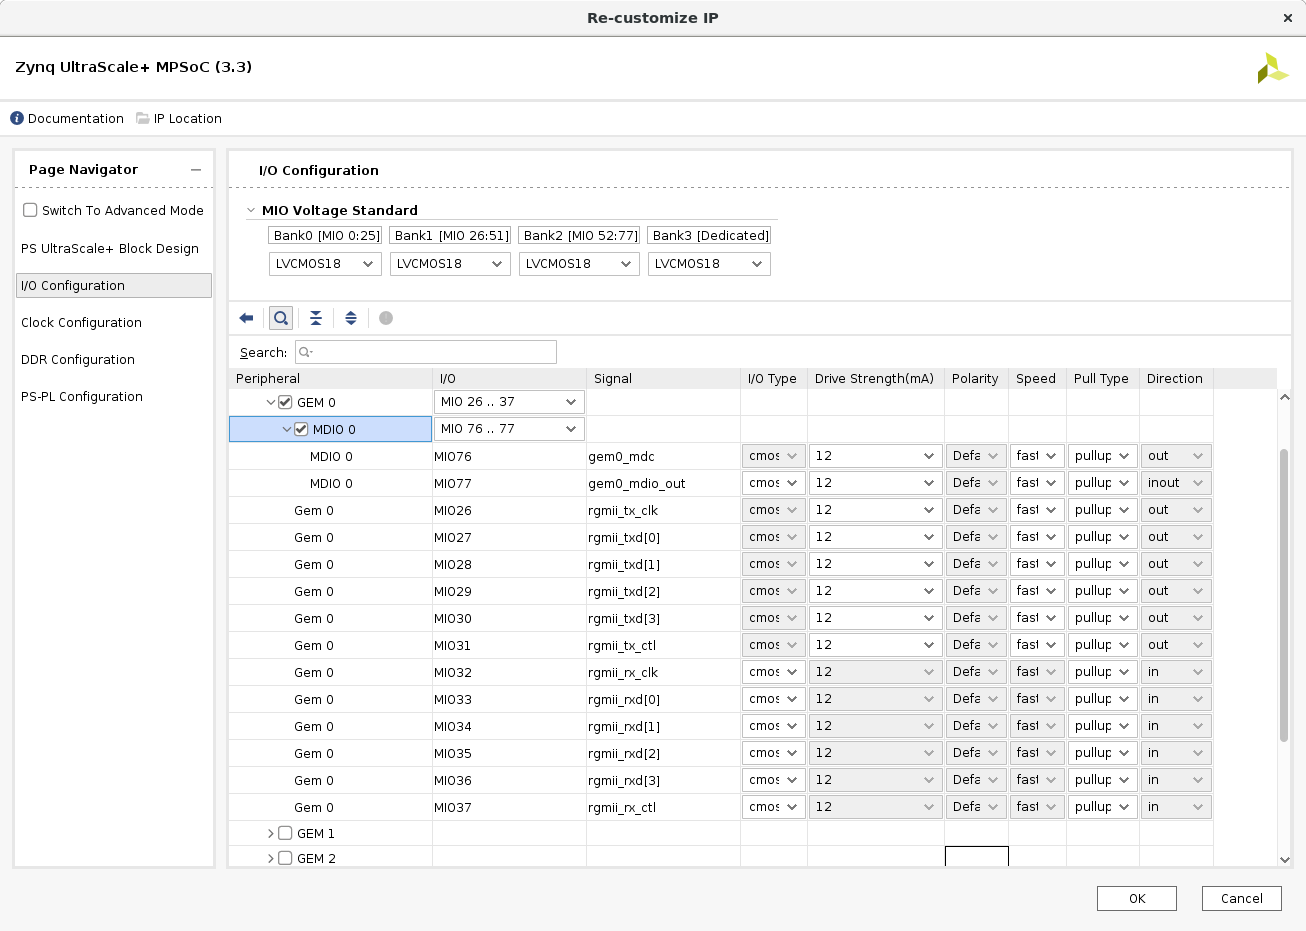 Re-customize IP
Zynq UltraScale+ MPSoC (3.3)
Documentation IP Location
Page Navigator
Switch To Advanced Mode
PS UltraScale+ Block Design
I/O Configuration
Clock Configuration
DDR Configuration
PS-PL Configuration
I/O Configuration
MIO Voltage Standard
Bank0 [MIO 0:25] Bank1 [MIO 26:51] Bank2 [MIO 52:77] Bank3 [Dedicated]
LVCMOS18 LVCMOS18 LVCMOS18 LVCMOS18
Search:
Peripheral I/O Signal I/O Type Drive Strength(mA) Polarity Speed Pull Type Direction
GEM 0 MIO 26 .. 37
MDIO 0 MIO 76 .. 77
MDIO 0 MIO76 gem0_mdc cmos 12 Defa fast pullup out
MDIO 0 MIO77 gem0_mdio_out cmos 12 Defa fast pullup inout
Gem 0 MIO26 rgmii_tx_clk cmos 12 Defa fast pullup out
Gem 0 MIO27 rgmii_txd[0] cmos 12 Defa fast pullup out
Gem 0 MIO28 rgmii_txd[1] cmos 12 Defa fast pullup out
Gem 0 MIO29 rgmii_txd[2] cmos 12 Defa fast pullup out
Gem 0 MIO30 rgmii_txd[3] cmos 12 Defa fast pullup out
Gem 0 MIO31 rgmii_tx_ctl cmos 12 Defa fast pullup out
Gem 0 MIO32 rgmii_rx_clk cmos 12 Defa fast pullup in
Gem 0 MIO33 rgmii_rxd[0] cmos 12 Defa fast pullup in
Gem 0 MIO34 rgmii_rxd[1] cmos 12 Defa fast pullup in
Gem 0 MIO35 rgmii_rxd[2] cmos 12 Defa fast pullup in
Gem 0 MIO36 rgmii_rxd[3] cmos 12 Defa fast pullup in
Gem 0 MIO37 rgmii_rx_ctl cmos 12 Defa fast pullup in
GEM 1
GEM 2
OK Cancel